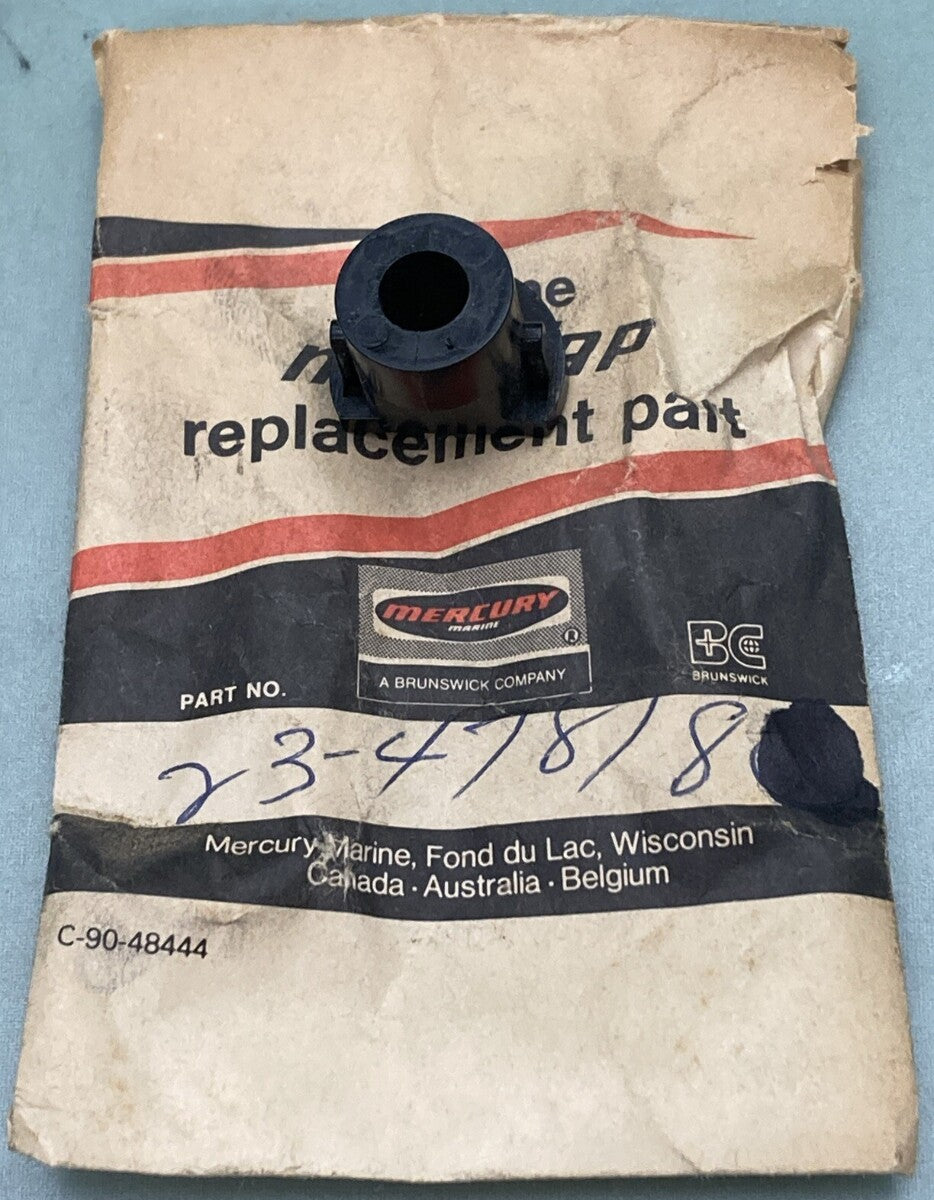 replacement part
MERCURY
MARINE
®
A BRUNSWICK COMPANY
BC
BRUNSWICK
PART NO.
23-47818
Mercury Marine, Fond du Lac, Wisconsin
Canada · Australia · Belgium
C-90-48444